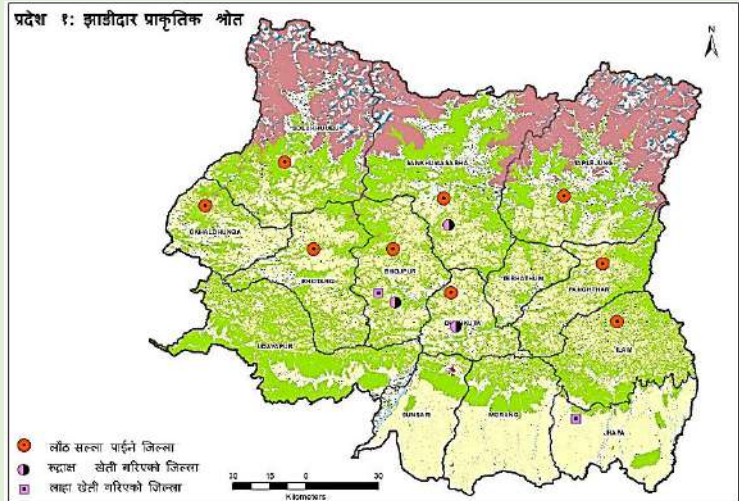 प्रदेश १: झाडीदार प्राकृतिक श्रोत
N
SOLUKHUMBU
SANKHUWASABHA
TAPLEJUNG
OKHALDHUNGA
KHOTANG
BHOJPUR
TERHATHUM
PANCHTHAR
DHANKUTA
UDAYAPUR
ILAM
SUNSARI
MORANG
JHAPA
लौठ सल्ला पाईने जिल्ला
रुद्राक्ष खेती गरिएको जिल्ला
लाहा खेती गरिएको जिल्ला
30 15 0 30
Kilometers